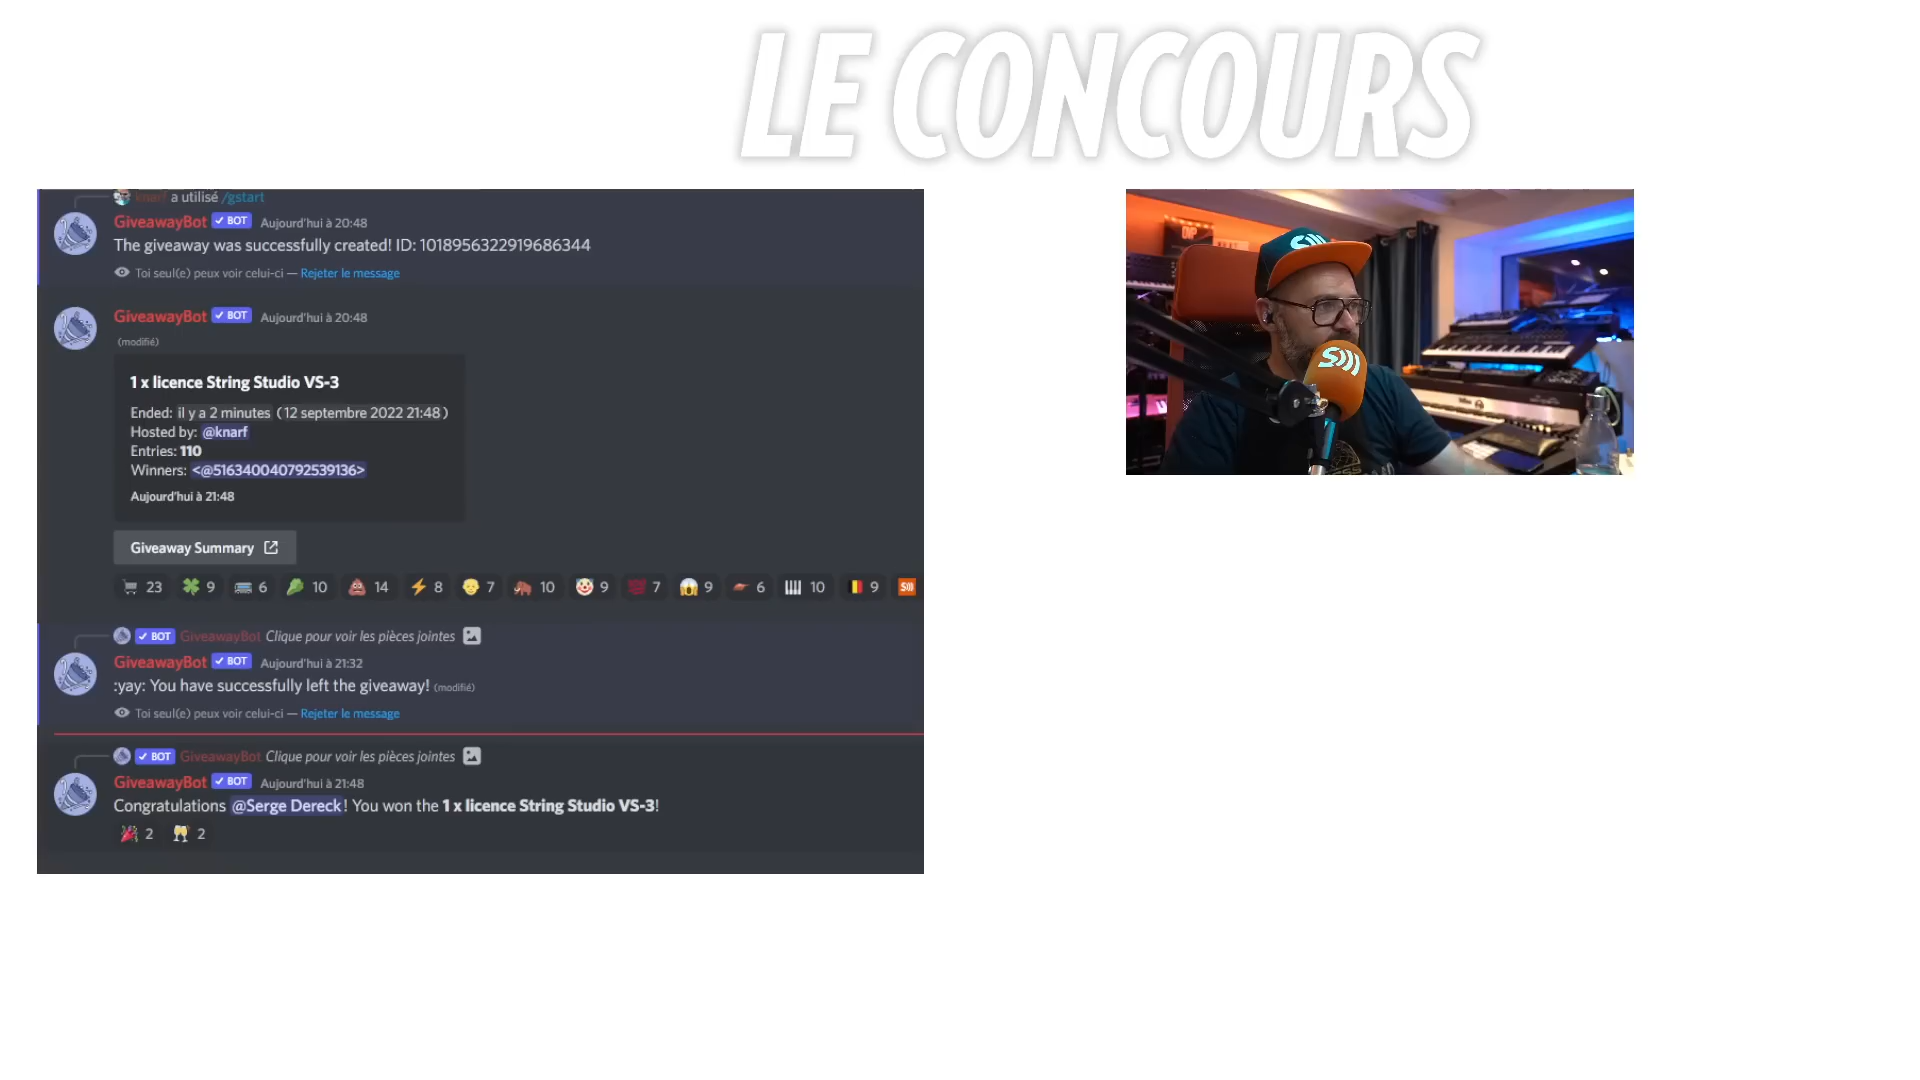 LE CONCOURS
knarf a utilisé /gstart
GiveawayBot BOT Aujourd'hui à 20:48
The giveaway was successfully created! ID: 1018956322919686344
Toi seul(e) peux voir celui-ci — Rejeter le message
GiveawayBot BOT Aujourd'hui à 20:48
(modifié)
1 x licence String Studio VS-3
Ended: il y a 2 minutes (12 septembre 2022 21:48)
Hosted by: @knarf
Entries: 110
Winners: <@516340040792539136>
Aujourd'hui à 21:48
Giveaway Summary
23 9 6 10 14 8 7 10 9 7 9 6 10 9
BOT GiveawayBot Clique pour voir les pièces jointes
GiveawayBot BOT Aujourd'hui à 21:32
:yay: You have successfully left the giveaway! (modifié)
Toi seul(e) peux voir celui-ci — Rejeter le message
BOT GiveawayBot Clique pour voir les pièces jointes
GiveawayBot BOT Aujourd'hui à 21:48
Congratulations @Serge Dereck! You won the 1 x licence String Studio VS-3!
2 2